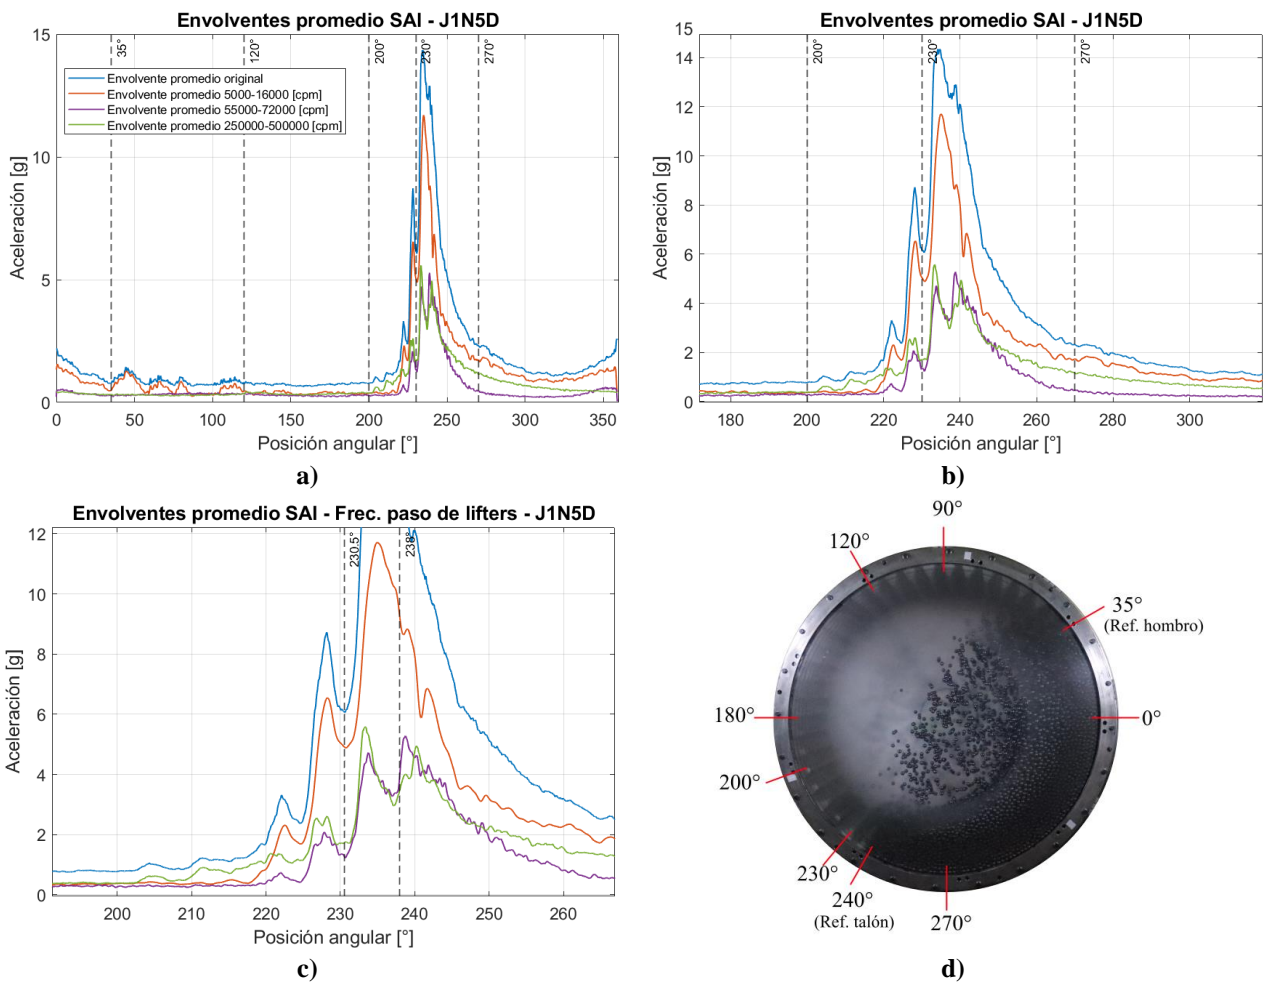 Envolventes promedio SAI - J1N5D
15
10
5
0
Aceleración [g]
35°
120°
200°
230°
270°
Envolvente promedio original
Envolvente promedio 5000-16000 [cpm]
Envolvente promedio 55000-72000 [cpm]
Envolvente promedio 250000-500000 [cpm]
0 50 100 150 200 250 300 350
Posición angular [°]
a)
Envolventes promedio SAI - J1N5D
15
14
12
10
8
6
4
2
0
Aceleración [g]
200°
230°
270°
180 200 220 240 260 280 300
Posición angular [°]
b)
Envolventes promedio SAI - Frec. paso de lifters - J1N5D
12
10
8
6
4
2
0
Aceleración [g]
230.5°
238°
200 210 220 230 240 250 260
Posición angular [°]
c)
90°
120°
35°
(Ref. hombro)
180°
0°
200°
230°
240°
(Ref. talón)
270°
d)